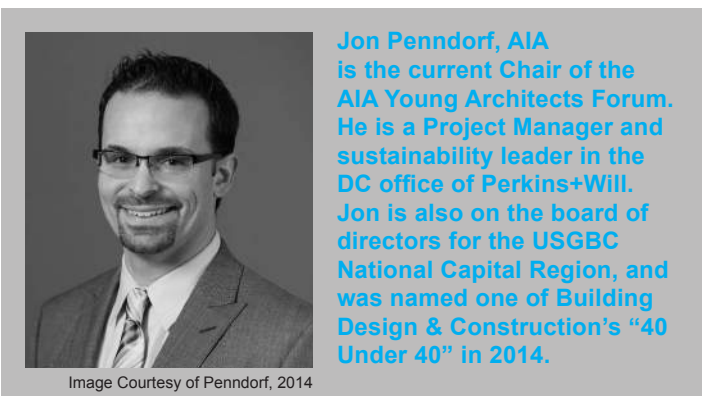 Jon Penndorf, AIA
is the current Chair of the
AIA Young Architects Forum.
He is a Project Manager and
sustainability leader in the
DC office of Perkins+Will.
Jon is also on the board of
directors for the USGBC
National Capital Region, and
was named one of Building
Design & Construction’s “40
Under 40” in 2014.
Image Courtesy of Penndorf, 2014